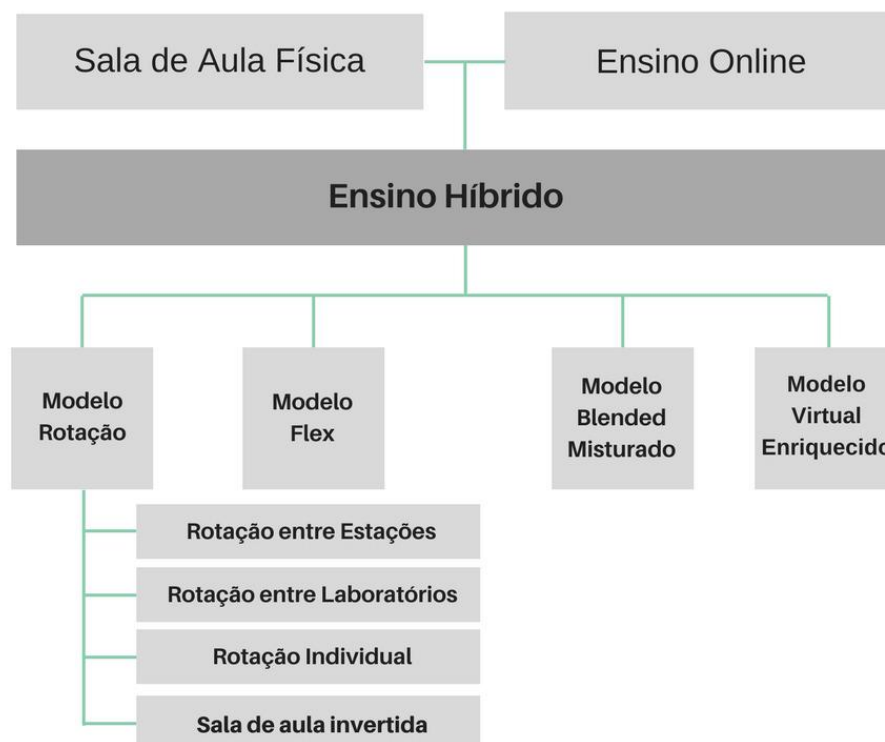 Sala de Aula Física
Ensino Online
Ensino Híbrido
Modelo
Rotação
Modelo
Flex
Modelo
Blended
Misturado
Modelo
Virtual
Enriquecido
Rotação entre Estações
Rotação entre Laboratórios
Rotação Individual
Sala de aula invertida